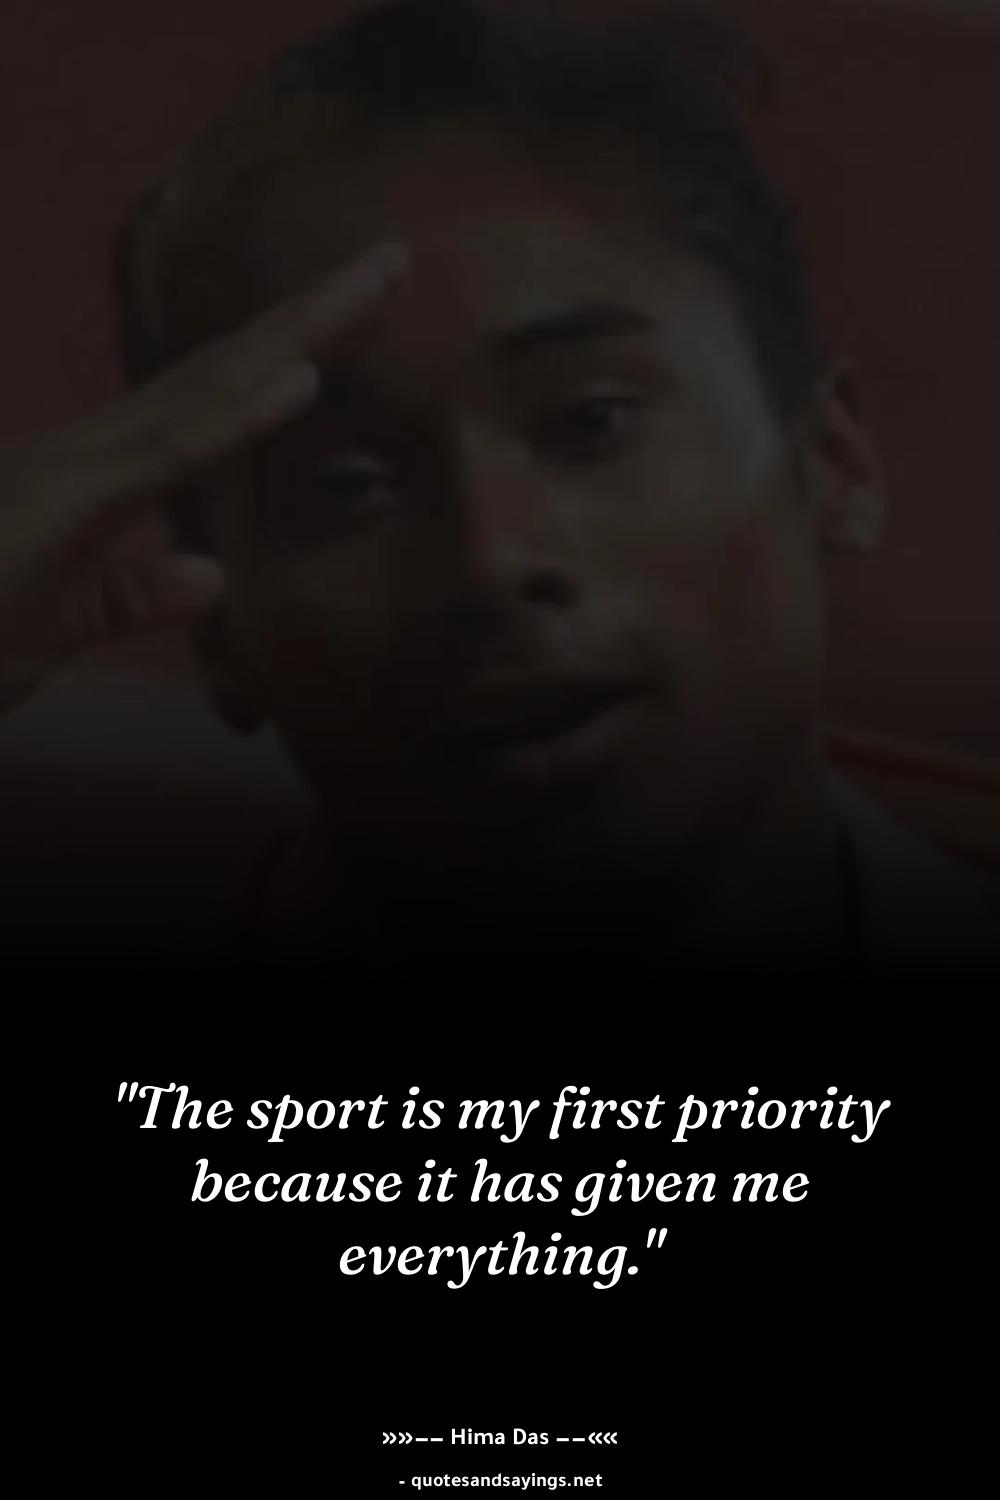 "The sport is my first priority
because it has given me
everything."
»»−− Hima Das −−««
- quotesandsayings.net